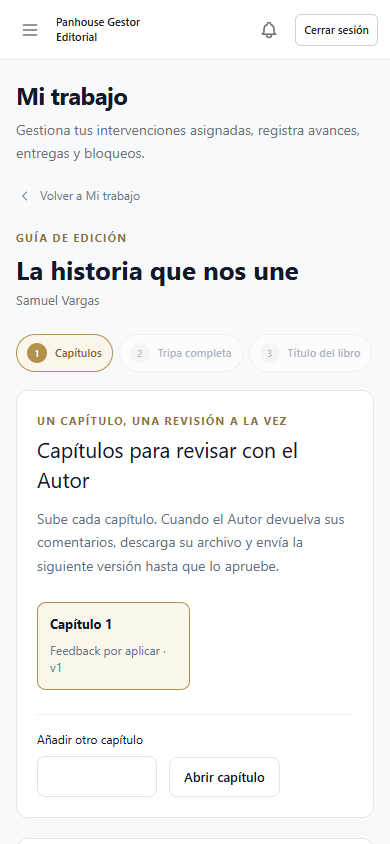 Panhouse Gestor
Editorial
Cerrar sesión
Mi trabajo
Gestiona tus intervenciones asignadas, registra avances,
entregas y bloqueos.
Volver a Mi trabajo
GUÍA DE EDICIÓN
La historia que nos une
Samuel Vargas
1 Capítulos
2 Tripa completa
3 Título del libro
UN CAPÍTULO, UNA REVISIÓN A LA VEZ
Capítulos para revisar con el
Autor
Sube cada capítulo. Cuando el Autor devuelva sus
comentarios, descarga su archivo y envía la
siguiente versión hasta que lo apruebe.
Capítulo 1
Feedback por aplicar ·
v1
Añadir otro capítulo
Abrir capítulo